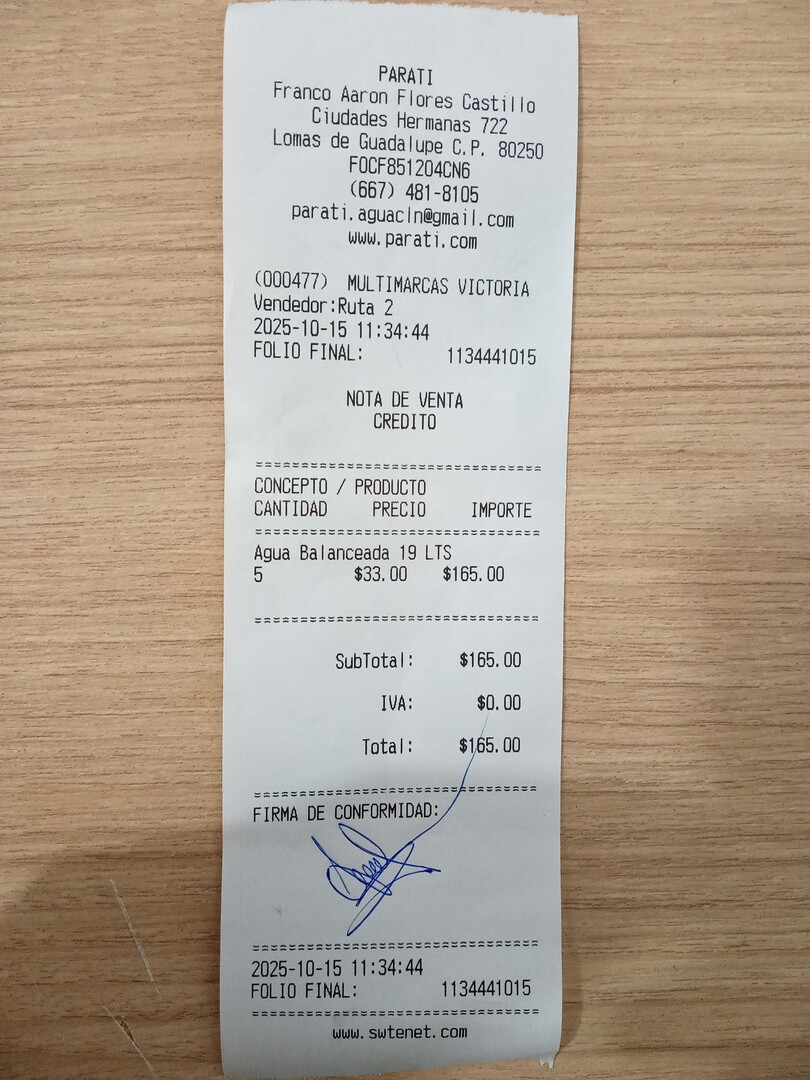 PARATI
Franco Aaron Flores Castillo
Ciudades Hermanas 722
Lomas de Guadalupe C.P. 80250
FOCF851204CN6
(667) 481-8105
parati.aguacln@gmail.com
www.parati.com
(000477) MULTIMARCAS VICTORIA
Vendedor:Ruta 2
2025-10-15 11:34:44
FOLIO FINAL: 1134441015
NOTA DE VENTA
CREDITO
CONCEPTO / PRODUCTO
CANTIDAD PRECIO IMPORTE
Agua Balanceada 19 LTS
5 $33.00 $165.00
SubTotal: $165.00
IVA: $0.00
Total: $165.00
FIRMA DE CONFORMIDAD:
2025-10-15 11:34:44
FOLIO FINAL: 1134441015
www.swtenet.com